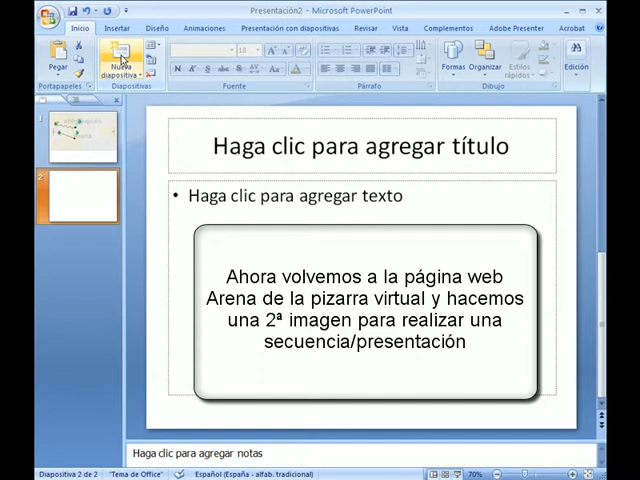 Presentación2 - Microsoft PowerPoint
Inicio Insertar Diseño Animaciones Presentación con diapositivas Revisar Vista Complementos Adobe Presenter Acrobat
Pegar
Nueva diapositiva
18
Formas Organizar Estilos rápidos
Edición
Portapapeles Diapositivas Fuente Párrafo Dibujo
1
2
Haga clic para agregar título
• Haga clic para agregar texto
Ahora volvemos a la página web
Arena de la pizarra virtual y hacemos
una 2ª imagen para realizar una
secuencia/presentación
Haga clic para agregar notas
Diapositiva 2 de 2 "Tema de Office" Español (España - alfab. tradicional) 70%